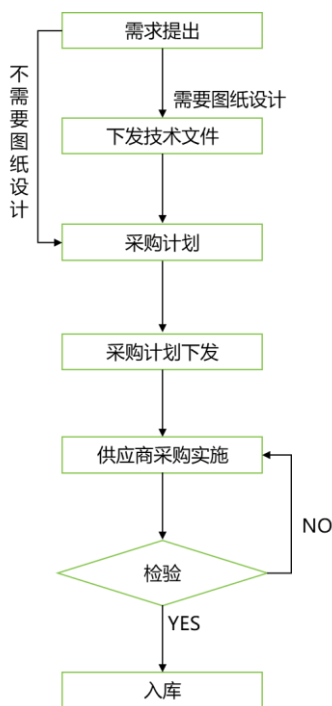 需求提出
不需要图纸设计
需要图纸设计
下发技术文件
采购计划
采购计划下发
供应商采购实施
NO
检验
YES
入库